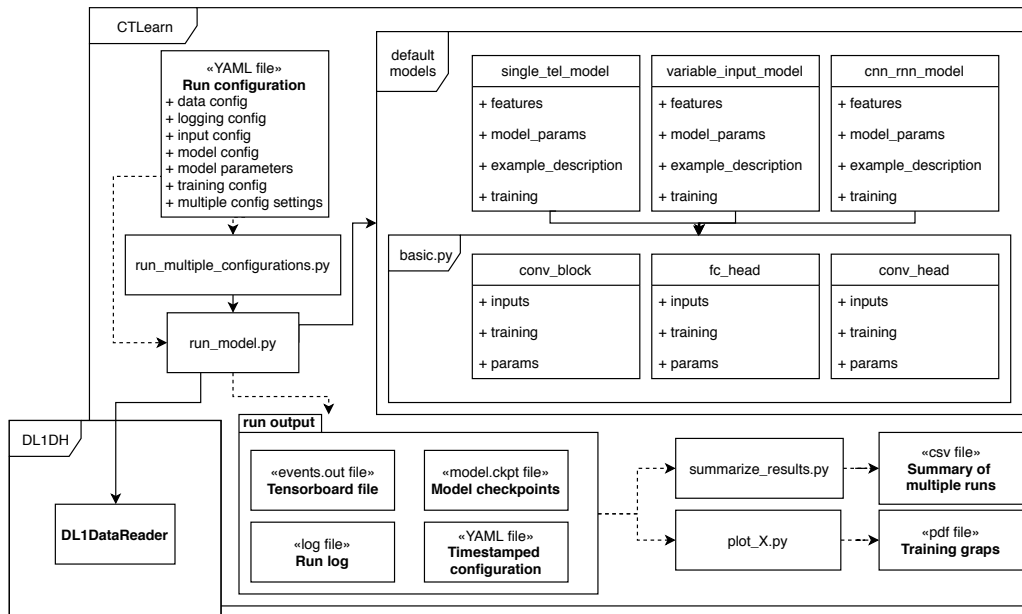 CTLearn
«YAML file»
Run configuration
+ data config
+ logging config
+ input config
+ model config
+ model parameters
+ training config
+ multiple config settings
run_multiple_configurations.py
run_model.py
default
models
single_tel_model
+ features
+ model_params
+ example_description
+ training
variable_input_model
+ features
+ model_params
+ example_description
+ training
cnn_rnn_model
+ features
+ model_params
+ example_description
+ training
basic.py
conv_block
+ inputs
+ training
+ params
fc_head
+ inputs
+ training
+ params
conv_head
+ inputs
+ training
+ params
DL1DH
DL1DataReader
run output
«events.out file»
Tensorboard file
«model.ckpt file»
Model checkpoints
«log file»
Run log
«YAML file»
Timestamped
configuration
summarize_results.py
«csv file»
Summary of
multiple runs
plot_X.py
«pdf file»
Training graps